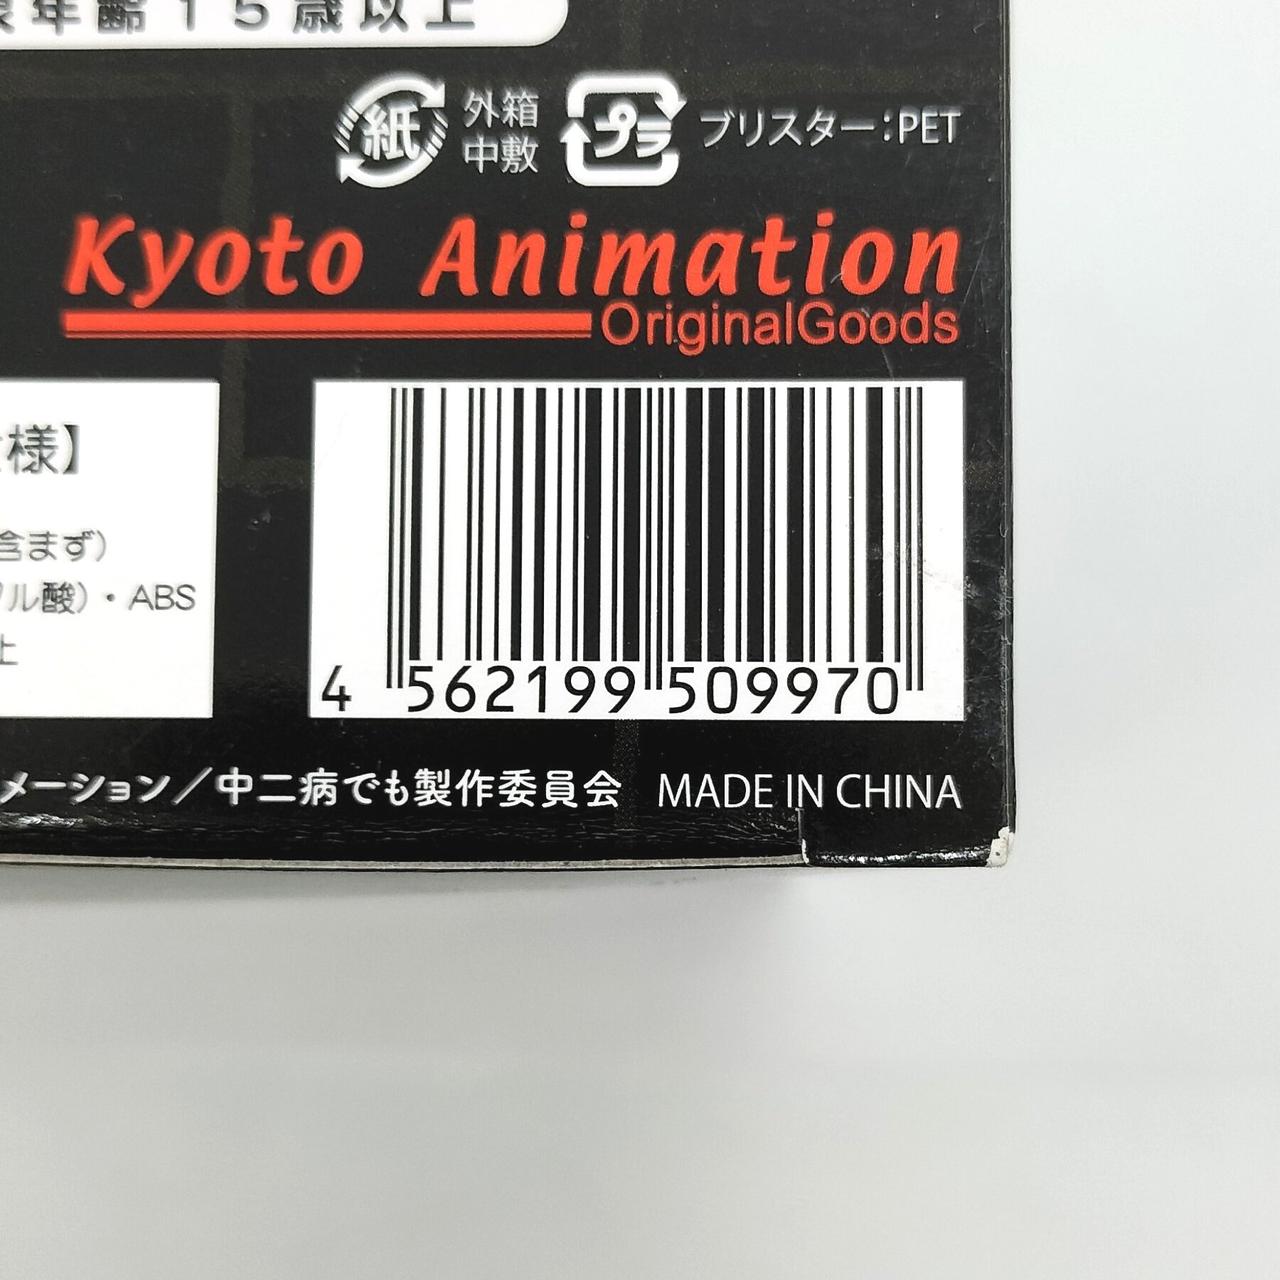 年齢15歳以上
紙 外箱 中敷 プラ ブリスター:PET
Kyoto Animation
OriginalGoods
様】
含まず)
ル酸)・ABS
上
4 562199 509970
メーション/中二病でも製作委員会 MADE IN CHINA